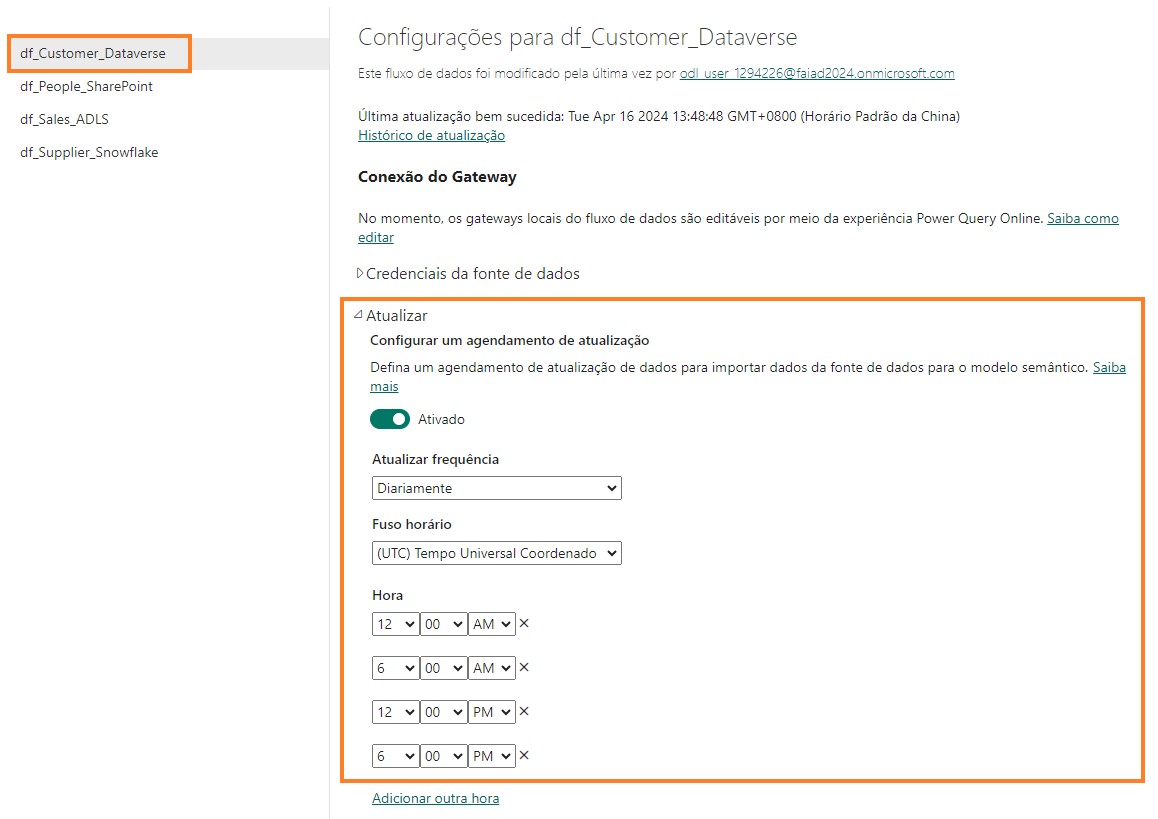 df_Customer_Dataverse
df_People_SharePoint
df_Sales_ADLS
df_Supplier_Snowflake
Configurações para df_Customer_Dataverse
Este fluxo de dados foi modificado pela última vez por odl_user_1294226@faiad2024.onmicrosoft.com
Última atualização bem sucedida: Tue Apr 16 2024 13:48:48 GMT+0800 (Horário Padrão da China)
Histórico de atualização
Conexão do Gateway
No momento, os gateways locais do fluxo de dados são editáveis por meio da experiência Power Query Online. Saiba como
editar
Credenciais da fonte de dados
Atualizar
Configurar um agendamento de atualização
Defina um agendamento de atualização de dados para importar dados da fonte de dados para o modelo semântico. Saiba
mais
Ativado
Atualizar frequência
Diariamente
Fuso horário
(UTC) Tempo Universal Coordenado
Hora
12 00 AM
6 00 AM
12 00 PM
6 00 PM
Adicionar outra hora